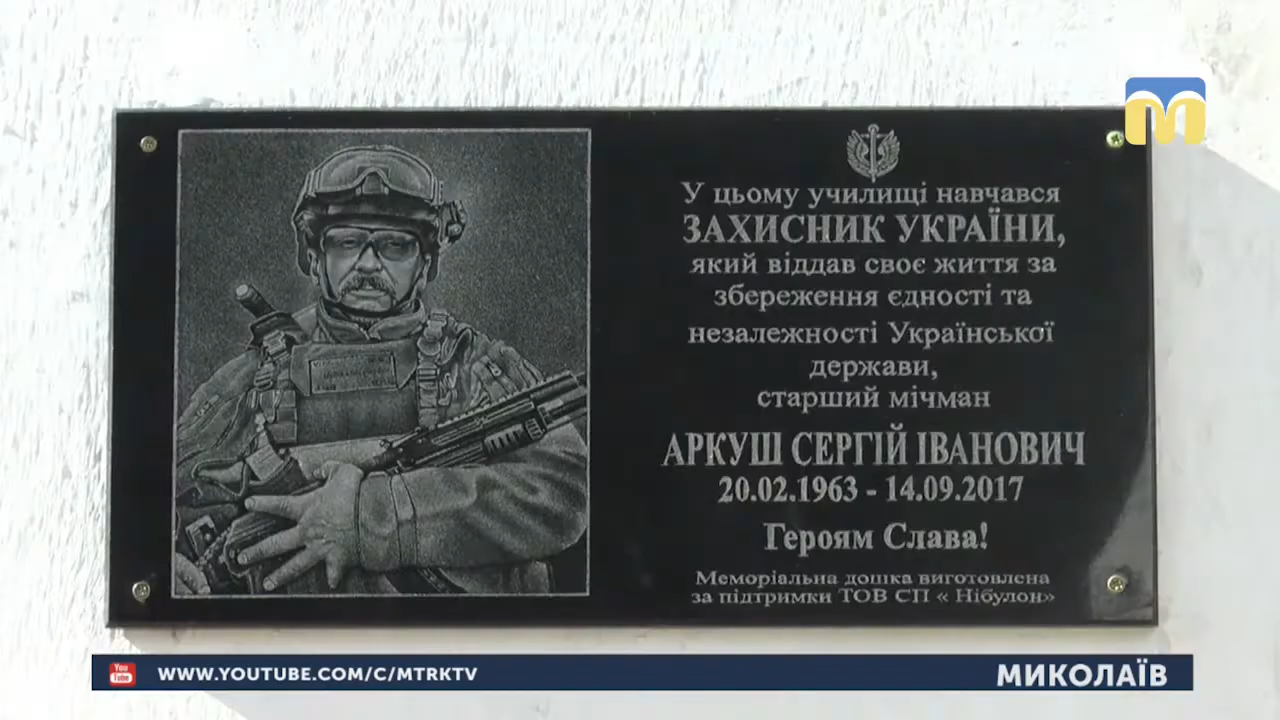 У цьому училищі навчався
ЗАХИСНИК УКРАЇНИ,
який віддав своє життя за
збереження єдності та
незалежності Української
держави,
старший мічман
АРКУШ СЕРГІЙ ІВАНОВИЧ
20.02.1963 - 14.09.2017
Героям Слава!
Меморіальна дошка виготовлена
за підтримки ТОВ СП « Нібулон»
You
Tube
WWW.YOUTUBE.COM/C/MTRKTV
МИКОЛАЇВ